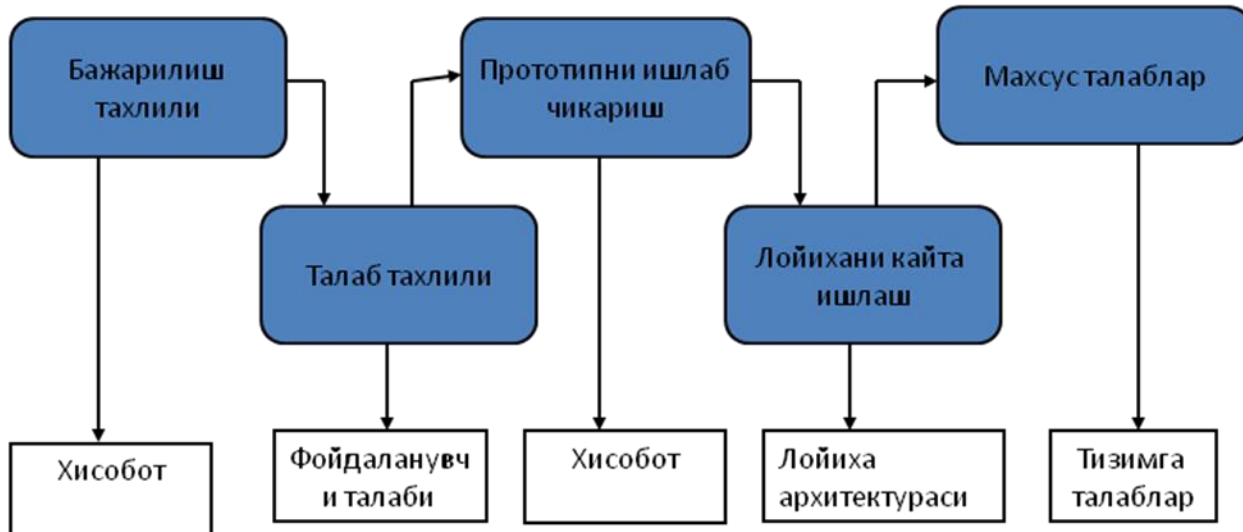 Бажарилиш
тахлили
Прототипни ишлаб
чикариш
Махсус талаблар
Талаб тахлили
Лойихани кайта
ишлаш
Хисобот
Фойдаланувч
и талаби
Хисобот
Лойиха
архитектураси
Тизимга
талаблар